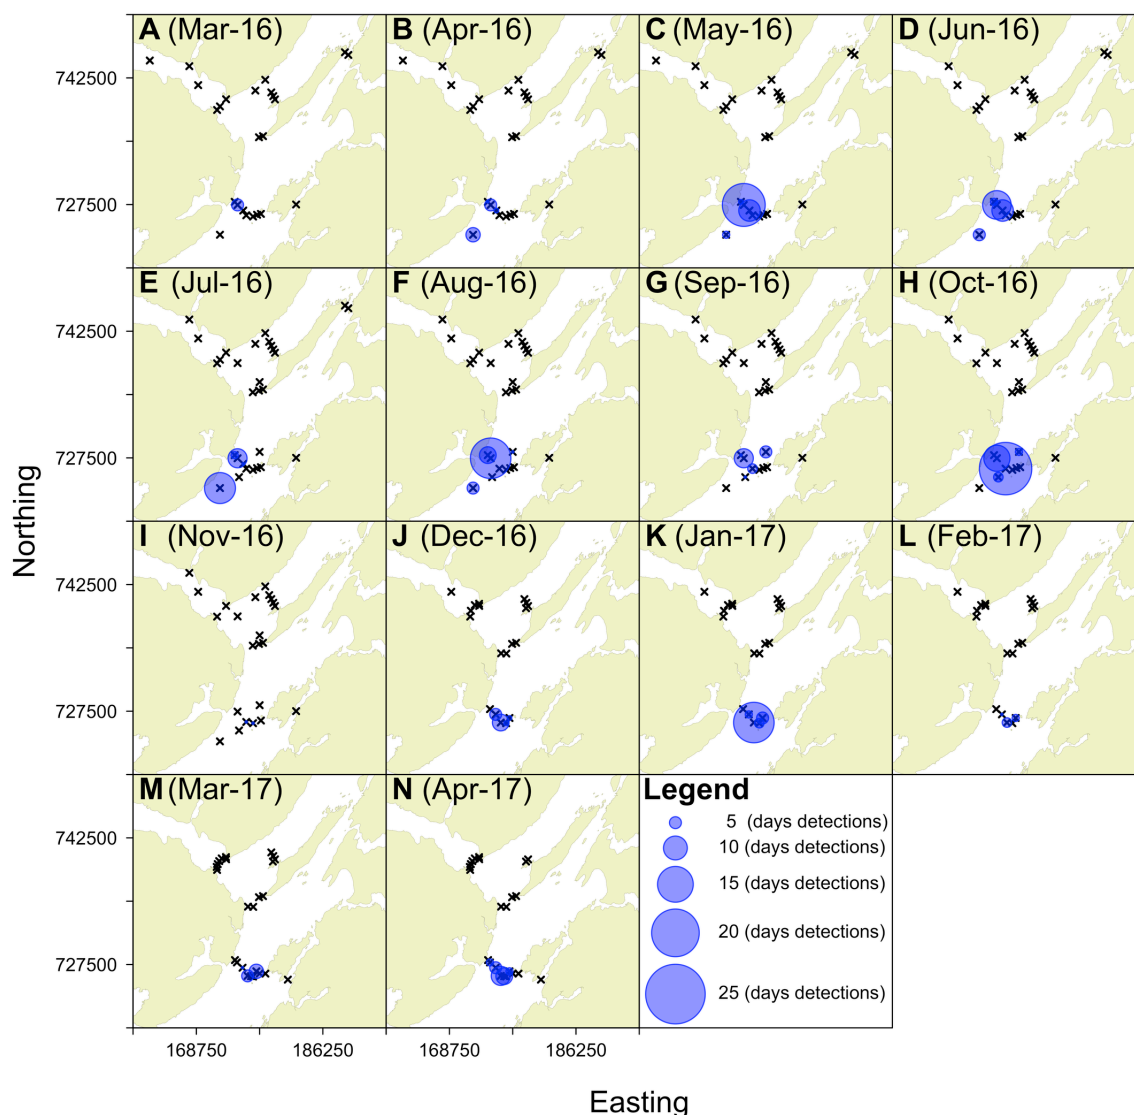 A (Mar-16)
B (Apr-16)
C (May-16)
D (Jun-16)
742500
727500
E (Jul-16)
F (Aug-16)
G (Sep-16)
H (Oct-16)
742500
727500
Northing
I (Nov-16)
J (Dec-16)
K (Jan-17)
L (Feb-17)
742500
727500
M (Mar-17)
N (Apr-17)
Legend
5 (days detections)
10 (days detections)
15 (days detections)
20 (days detections)
25 (days detections)
742500
727500
168750
186250
168750
186250
Easting